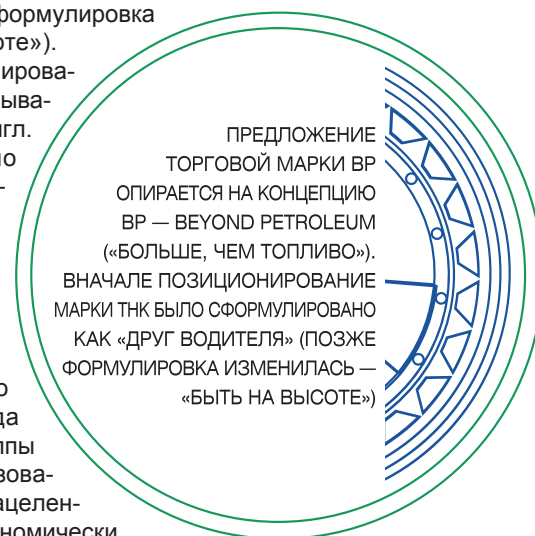 формулировка
ПРЕДЛОЖЕНИЕ
ТОРГОВОЙ МАРКИ BP
ОПИРАЕТСЯ НА КОНЦЕПЦИЮ
BP — BEYOND PETROLEUM
(«БОЛЬШЕ, ЧЕМ ТОПЛИВО»).
ВНАЧАЛЕ ПОЗИЦИОНИРОВАНИЕ
МАРКИ ТНК БЫЛО СФОРМУЛИРОВАНО
КАК «ДРУГ ВОДИТЕЛЯ» (ПОЗЖЕ
ФОРМУЛИРОВКА ИЗМЕНИЛАСЬ —
«БЫТЬ НА ВЫСОТЕ»)